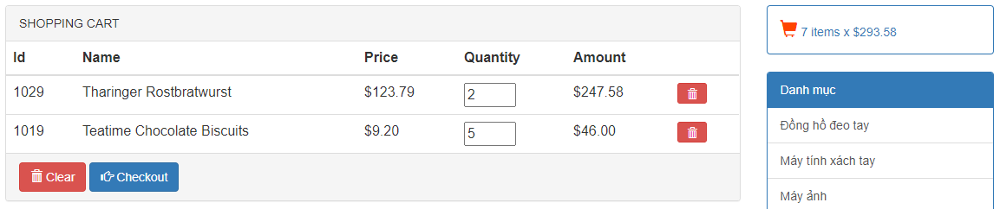 SHOPPING CART
Id Name Price Quantity Amount
1029 Tharinger Rostbratwurst $123.79 2 $247.58
1019 Teatime Chocolate Biscuits $9.20 5 $46.00
Clear Checkout
7 items x $293.58
Danh mục
Đồng hồ đeo tay
Máy tính xách tay
Máy ảnh